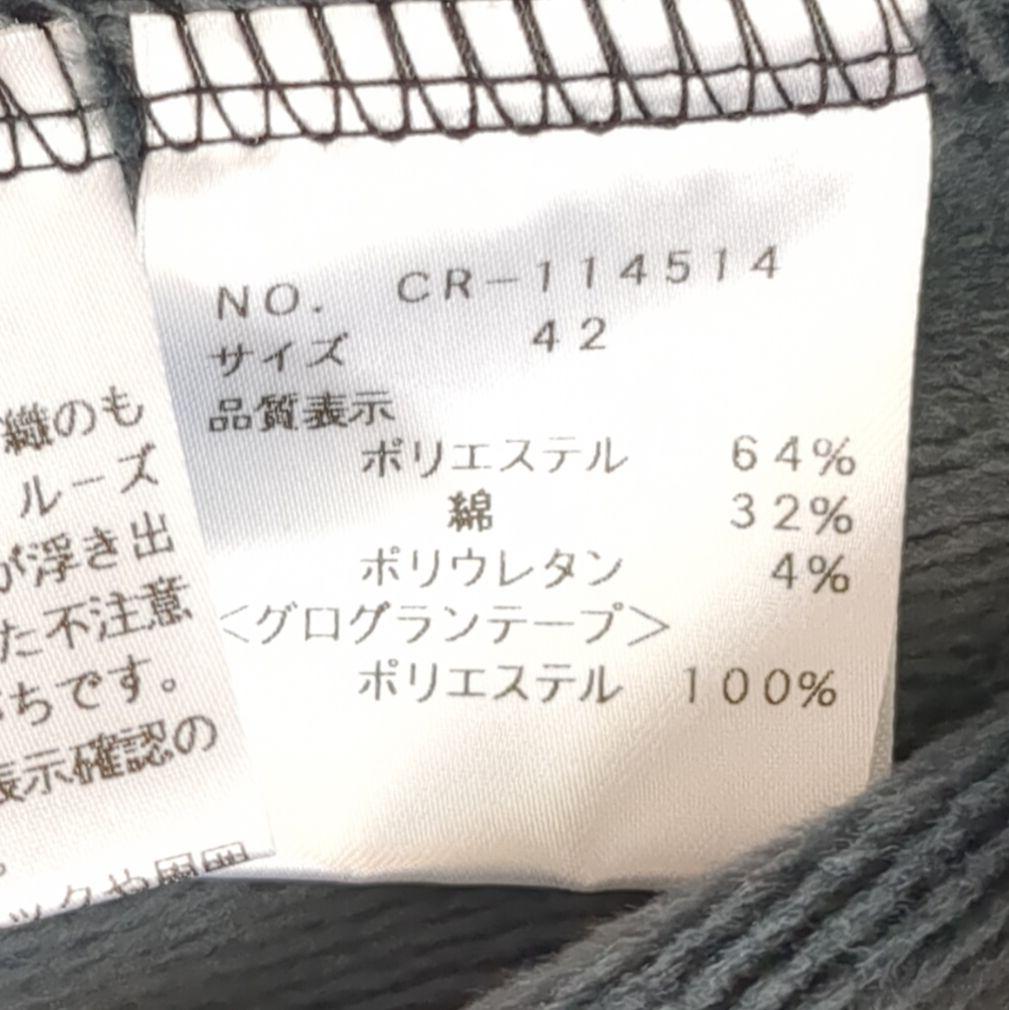 NO. CR-114514
サイズ 42
品質表示
ポリエステル 64%
綿 32%
ポリウレタン 4%
<グログランテープ>
ポリエステル 100%
織のも
ルーズ
が浮き出
た不注意
ちです。
表示確認の
。